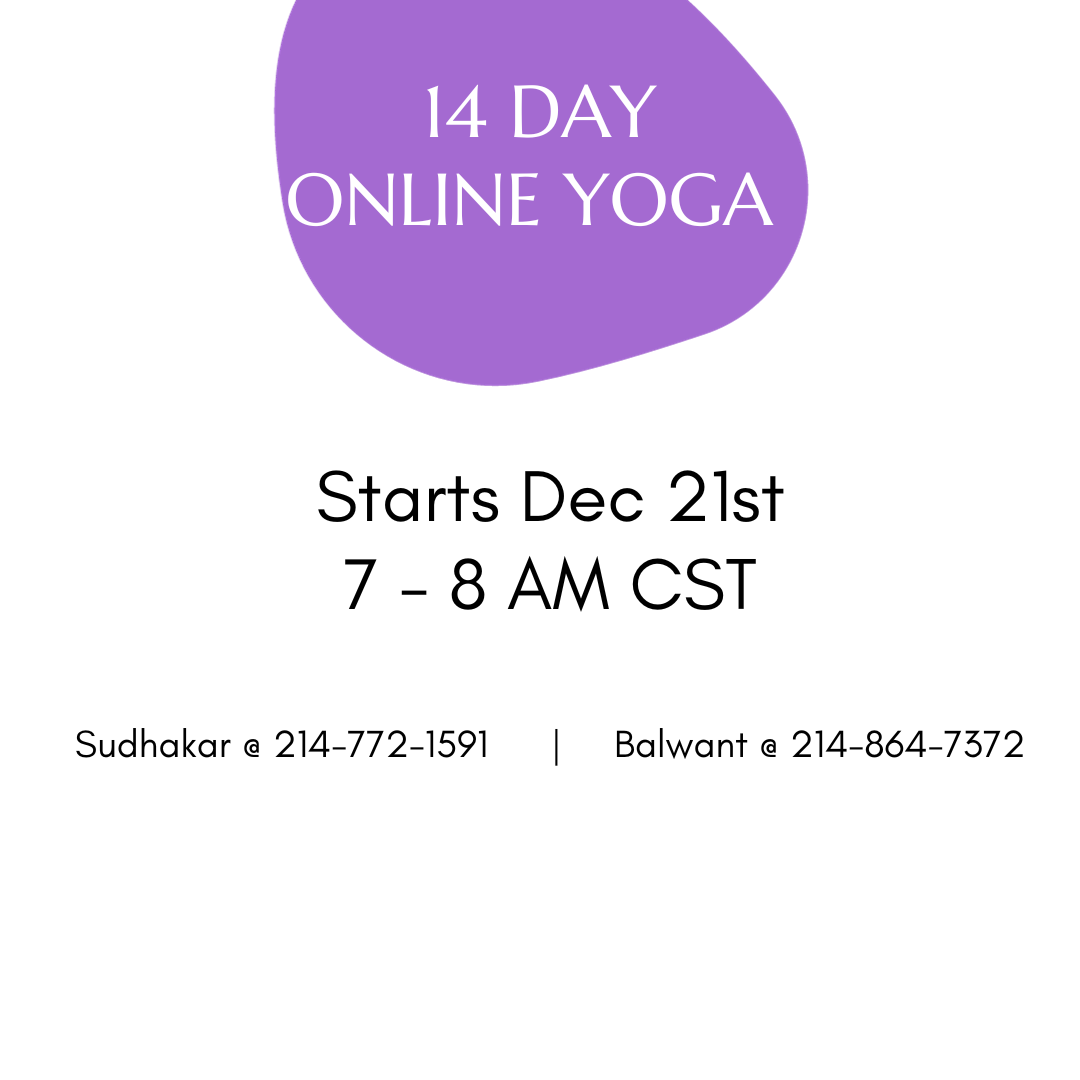 14 DAY
ONLINE YOGA
Starts Dec 21st
7 - 8 AM CST
Sudhakar @ 214-772-1591 | Balwant @ 214-864-7372